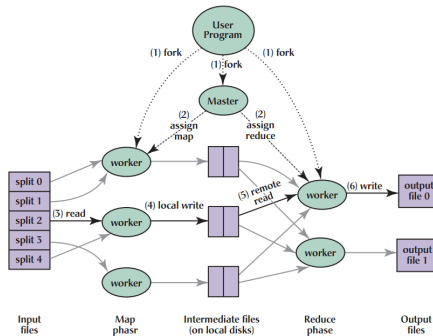 User
Program
(1) fork
(1) fork
(1) fork
Master
(2)
assign
map
(2)
assign
reduce
worker
split 0
split 1
split 2
split 3
split 4
(3) read
worker
(4) local write
(5) remote
read
worker
(6) write
output
file 0
worker
output
file 1
worker
Input
files
Map
phasr
Intermediate files
(on local disks)
Reduce
phase
Output
files